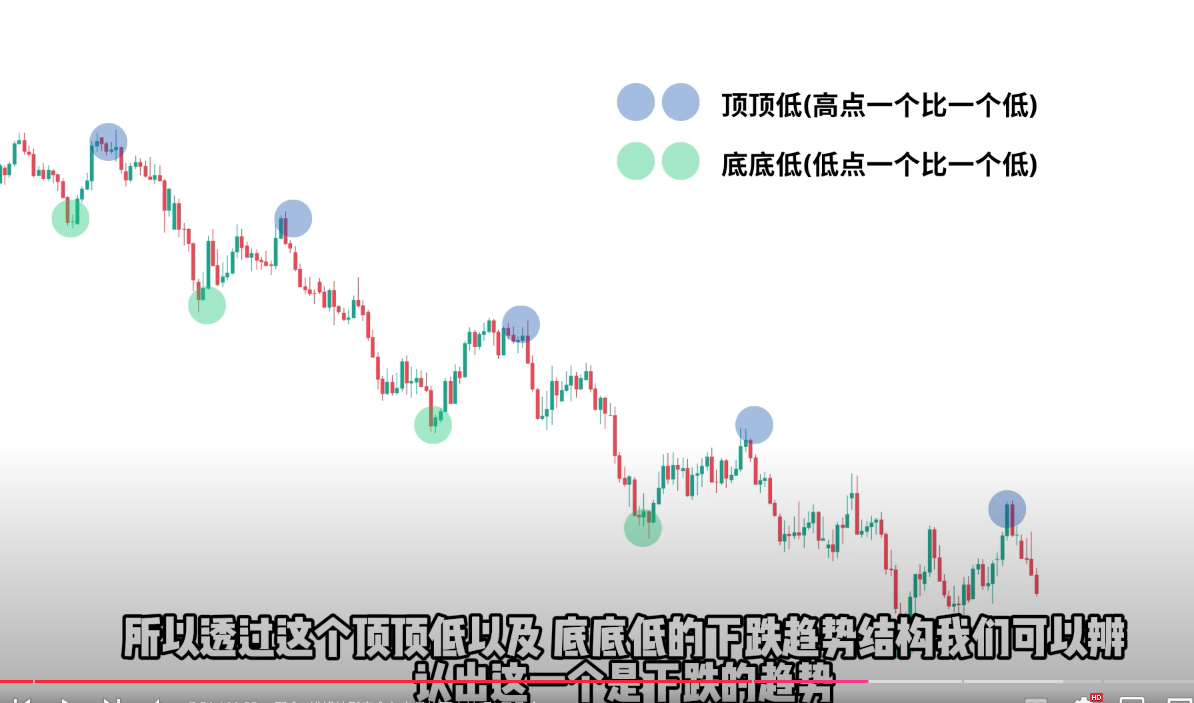 顶顶低(高点一个比一个低)
底底低(低点一个比一个低)
所以透过这个顶顶低以及 底底低的下跌趋势结构我们可以辨
认出这一个是下跌的趋势
HD